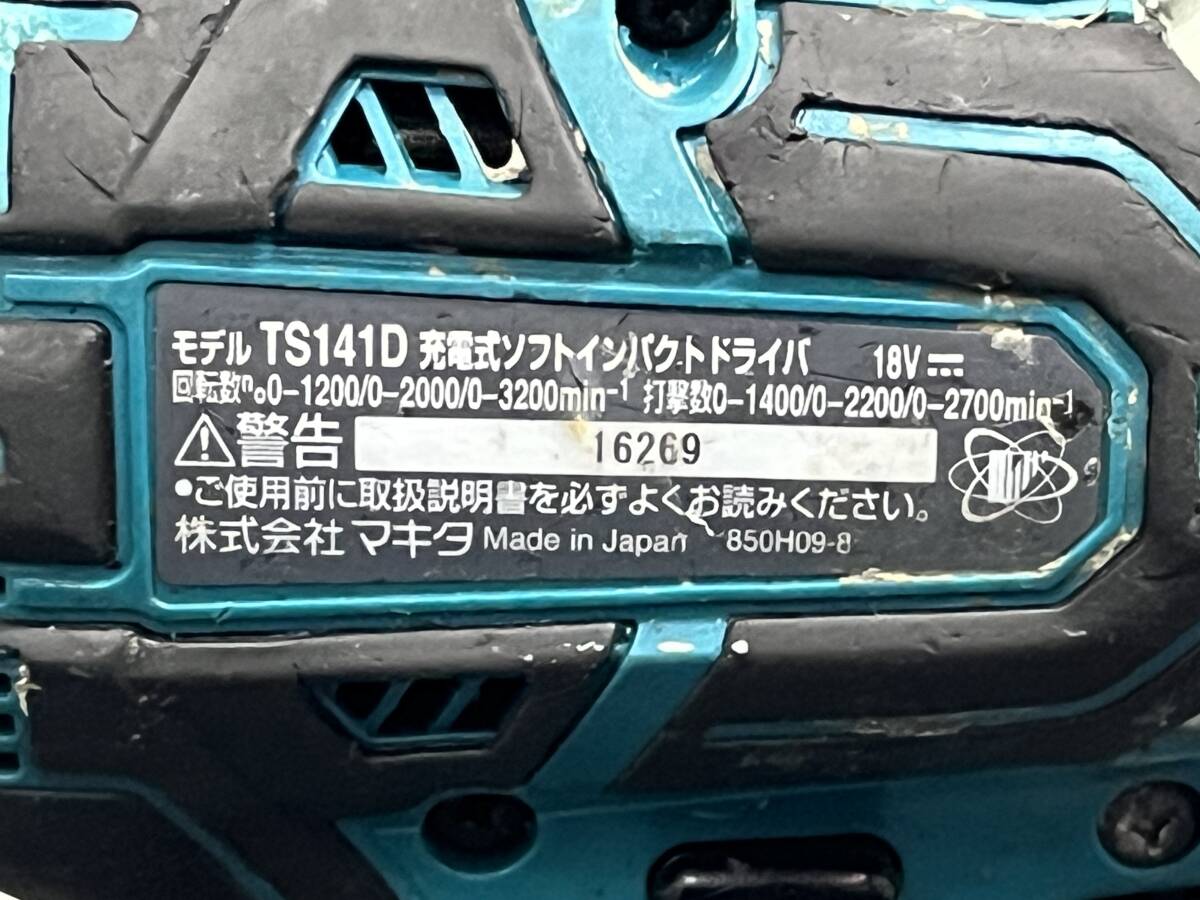 モデル TS141D 充電式ソフトインパクトドライバ 18V⎓
回転数n₀0-1200/0-2000/0-3200min⁻¹ 打撃数0-1400/0-2200/0-2700min⁻¹
⚠警告 16269
●ご使用前に取扱説明書を必ずよくお読みください。
株式会社 マキタ Made in Japan 850H09-8